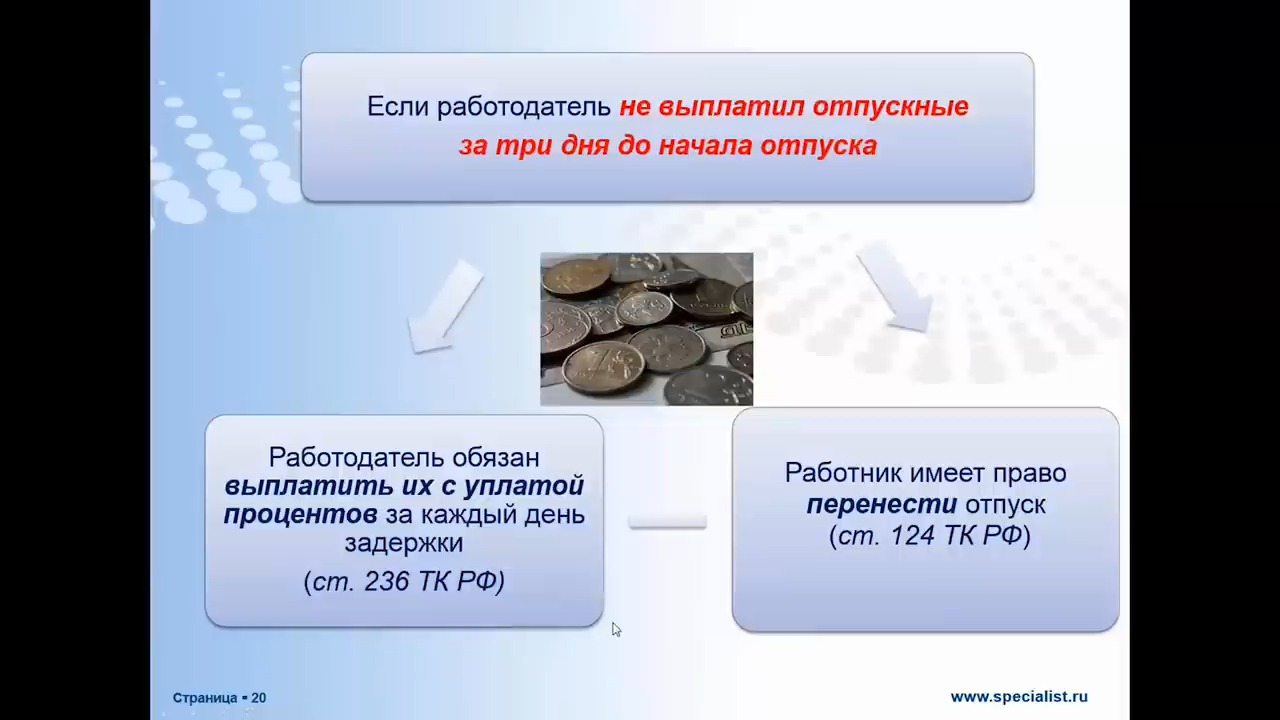 Если работодатель не выплатил отпускные
за три дня до начала отпуска
Работодатель обязан
выплатить их с уплатой
процентов за каждый день
задержки
(ст. 236 ТК РФ)
Работник имеет право
перенести отпуск
(ст. 124 ТК РФ)
Страница ▪ 20
www.specialist.ru